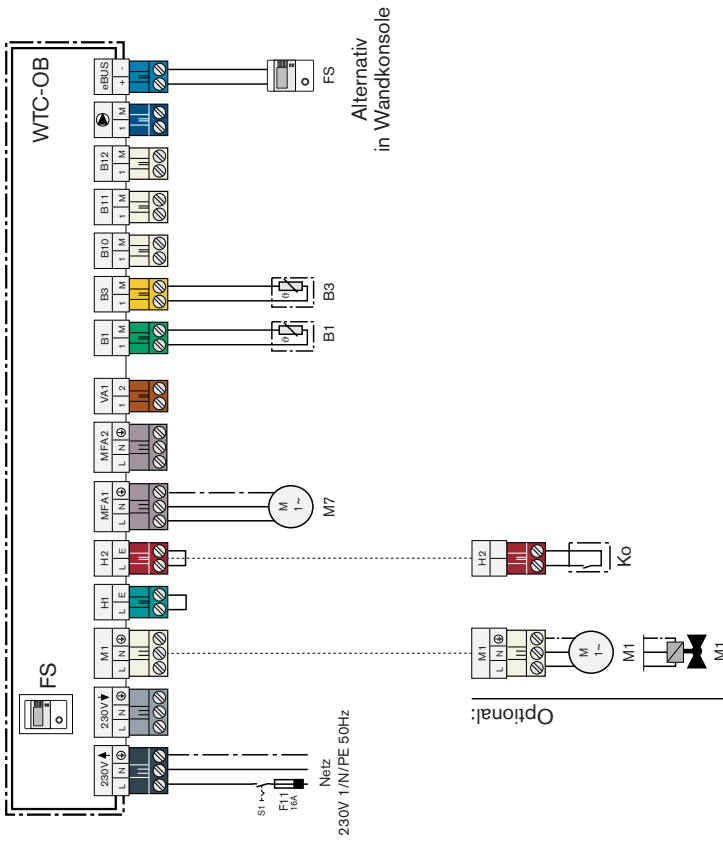 WTC-OB
FS
230V
L N
230V
L N
M1
L N
H1
L E
H2
L E
MFA1
L N
MFA2
L N
VA1
1 2
B1
1 M
B3
1 M
B10
1 M
B11
1 M
B12
1 M
1 M
eBUS
+ -
S1
F11
16A
Netz
230V 1/N/PE 50Hz
M
1~
M7
ϑ
B1
ϑ
B3
FS
Alternativ
in Wandkonsole
Optional:
M1
L N
M
1~
M1
M1
H2
Ko